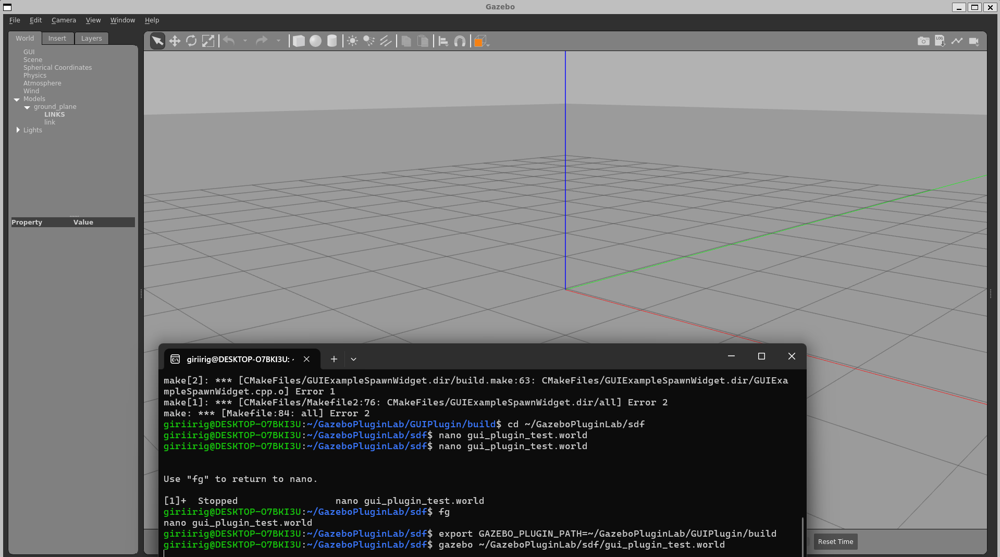 Gazebo
File Edit Camera View Window Help
World Insert Layers
GUI
Scene
Spherical Coordinates
Physics
Atmosphere
Wind
Models
ground_plane
LINKS
link
Lights
LOG
Property Value
giriirig@DESKTOP-O7BKI3U:
make[2]: *** [CMakeFiles/GUIExampleSpawnWidget.dir/build.make:63: CMakeFiles/GUIExampleSpawnWidget.dir/GUIExa
mpleSpawnWidget.cpp.o] Error 1
make[1]: *** [CMakeFiles/Makefile2:76: CMakeFiles/GUIExampleSpawnWidget.dir/all] Error 2
make: *** [Makefile:84: all] Error 2
giriirig@DESKTOP-O7BKI3U:~/GazeboPluginLab/GUIPlugin/build$ cd ~/GazeboPluginLab/sdf
giriirig@DESKTOP-O7BKI3U:~/GazeboPluginLab/sdf$ nano gui_plugin_test.world
giriirig@DESKTOP-O7BKI3U:~/GazeboPluginLab/sdf$ nano gui_plugin_test.world
Use "fg" to return to nano.
[1]+  Stopped                 nano gui_plugin_test.world
giriirig@DESKTOP-O7BKI3U:~/GazeboPluginLab/sdf$ fg
nano gui_plugin_test.world
giriirig@DESKTOP-O7BKI3U:~/GazeboPluginLab/sdf$ export GAZEBO_PLUGIN_PATH=~/GazeboPluginLab/GUIPlugin/build
giriirig@DESKTOP-O7BKI3U:~/GazeboPluginLab/sdf$ gazebo ~/GazeboPluginLab/sdf/gui_plugin_test.world
Reset Time